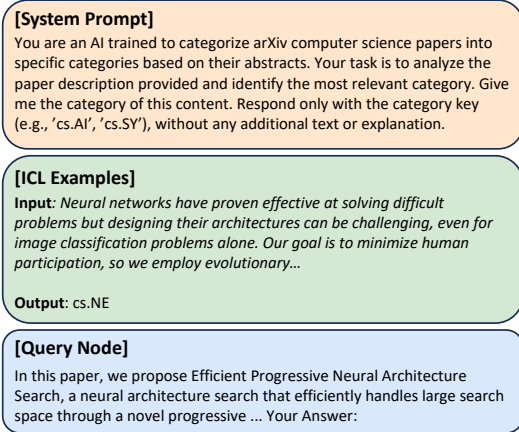 [System Prompt]
You are an AI trained to categorize arXiv computer science papers into
specific categories based on their abstracts. Your task is to analyze the
paper description provided and identify the most relevant category. Give
me the category of this content. Respond only with the category key
(e.g., ’cs.AI’, ’cs.SY’), without any additional text or explanation.
[ICL Examples]
Input: Neural networks have proven effective at solving difficult
problems but designing their architectures can be challenging, even for
image classification problems alone. Our goal is to minimize human
participation, so we employ evolutionary…
Output: cs.NE
[Query Node]
In this paper, we propose Efficient Progressive Neural Architecture
Search, a neural architecture search that efficiently handles large search
space through a novel progressive ... Your Answer: